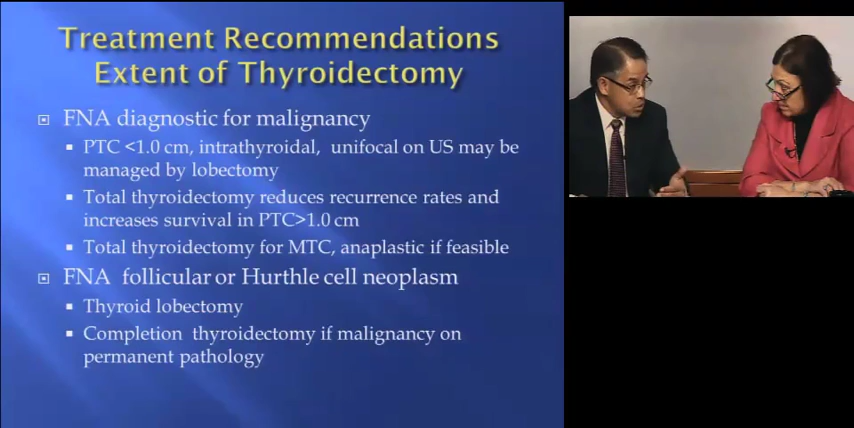 Treatment Recommendations
Extent of Thyroidectomy
FNA diagnostic for malignancy
PTC <1.0 cm, intrathyroidal, unifocal on US may be
managed by lobectomy
Total thyroidectomy reduces recurrence rates and
increases survival in PTC>1.0 cm
Total thyroidectomy for MTC, anaplastic if feasible
FNA follicular or Hurthle cell neoplasm
Thyroid lobectomy
Completion thyroidectomy if malignancy on
permanent pathology